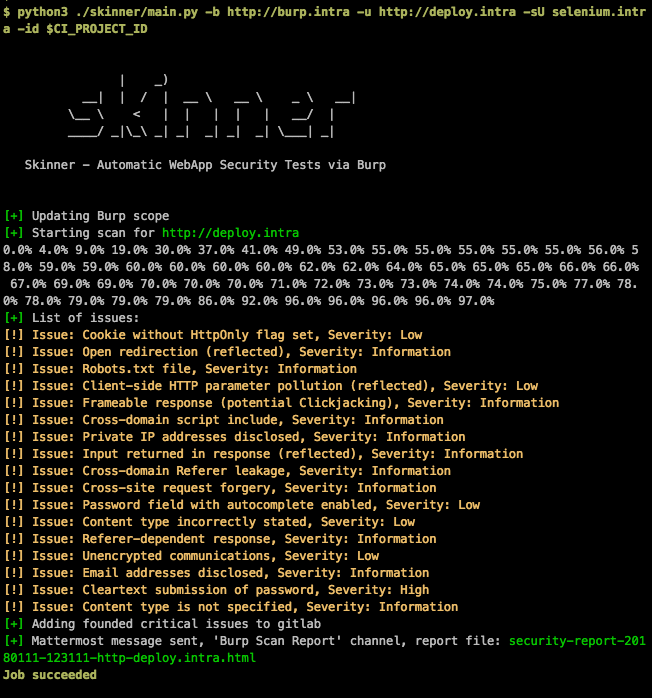 $ python3 ./skinner/main.py -b http://burp.intra -u http://deploy.intra -sU selenium.intr
a -id $CI_PROJECT_ID
skinner
Skinner - Automatic WebApp Security Tests via Burp
[+] Updating Burp scope
[+] Starting scan for http://deploy.intra
0.0% 4.0% 9.0% 19.0% 30.0% 37.0% 41.0% 49.0% 53.0% 55.0% 55.0% 55.0% 55.0% 55.0% 56.0% 5
8.0% 59.0% 59.0% 60.0% 60.0% 60.0% 60.0% 62.0% 62.0% 64.0% 65.0% 65.0% 65.0% 66.0% 66.0%
 67.0% 69.0% 69.0% 70.0% 70.0% 70.0% 71.0% 72.0% 73.0% 73.0% 74.0% 74.0% 75.0% 77.0% 78.
0% 78.0% 79.0% 79.0% 79.0% 86.0% 92.0% 96.0% 96.0% 96.0% 96.0% 97.0%
[+] List of issues:
[!] Issue: Cookie without HttpOnly flag set, Severity: Low
[!] Issue: Open redirection (reflected), Severity: Information
[!] Issue: Robots.txt file, Severity: Information
[!] Issue: Client-side HTTP parameter pollution (reflected), Severity: Low
[!] Issue: Frameable response (potential Clickjacking), Severity: Information
[!] Issue: Cross-domain script include, Severity: Information
[!] Issue: Private IP addresses disclosed, Severity: Information
[!] Issue: Input returned in response (reflected), Severity: Information
[!] Issue: Cross-domain Referer leakage, Severity: Information
[!] Issue: Cross-site request forgery, Severity: Information
[!] Issue: Password field with autocomplete enabled, Severity: Low
[!] Issue: Content type incorrectly stated, Severity: Low
[!] Issue: Referer-dependent response, Severity: Information
[!] Issue: Unencrypted communications, Severity: Low
[!] Issue: Email addresses disclosed, Severity: Information
[!] Issue: Cleartext submission of password, Severity: High
[!] Issue: Content type is not specified, Severity: Information
[+] Adding founded critical issues to gitlab
[+] Mattermost message sent, 'Burp Scan Report' channel, report file: security-report-201
80111-123111-http-deploy.intra.html
Job succeeded